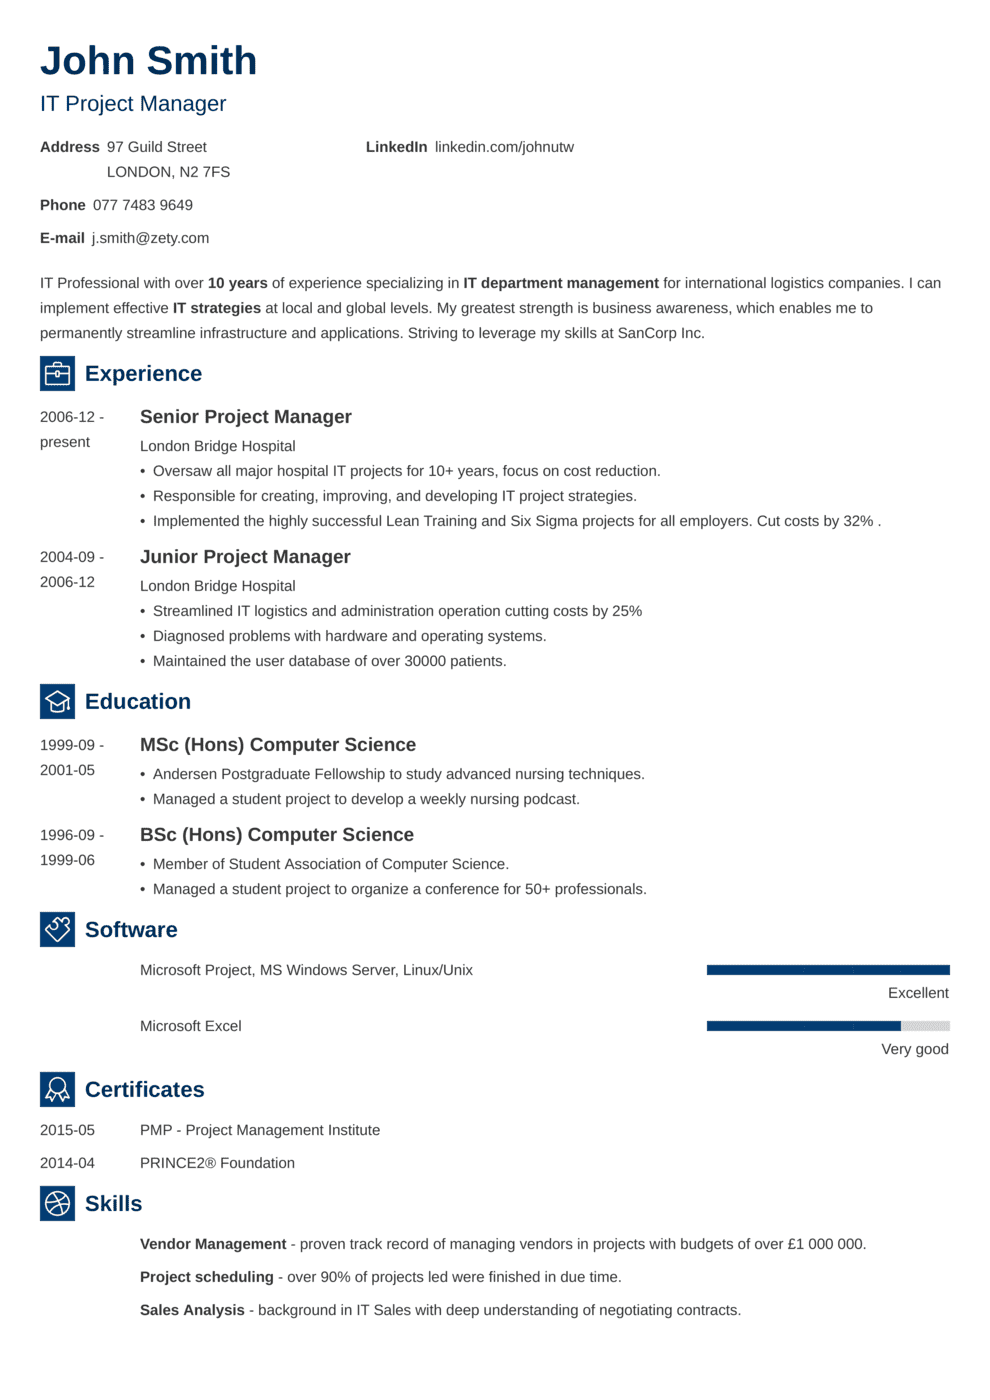 John Smith
IT Project Manager
Address 97 Guild Street
LONDON, N2 7FS
LinkedIn linkedin.com/johnutw
Phone 077 7483 9649
E-mail j.smith@zety.com
IT Professional with over 10 years of experience specializing in IT department management for international logistics companies. I can
implement effective IT strategies at local and global levels. My greatest strength is business awareness, which enables me to
permanently streamline infrastructure and applications. Striving to leverage my skills at SanCorp Inc.
Experience
2006-12 -
present
Senior Project Manager
London Bridge Hospital
• Oversaw all major hospital IT projects for 10+ years, focus on cost reduction.
• Responsible for creating, improving, and developing IT project strategies.
• Implemented the highly successful Lean Training and Six Sigma projects for all employers. Cut costs by 32% .
2004-09 -
2006-12
Junior Project Manager
London Bridge Hospital
• Streamlined IT logistics and administration operation cutting costs by 25%
• Diagnosed problems with hardware and operating systems.
• Maintained the user database of over 30000 patients.
Education
1999-09 -
2001-05
MSc (Hons) Computer Science
• Andersen Postgraduate Fellowship to study advanced nursing techniques.
• Managed a student project to develop a weekly nursing podcast.
1996-09 -
1999-06
BSc (Hons) Computer Science
• Member of Student Association of Computer Science.
• Managed a student project to organize a conference for 50+ professionals.
Software
Microsoft Project, MS Windows Server, Linux/Unix
Excellent
Microsoft Excel
Very good
Certificates
2015-05 PMP - Project Management Institute
2014-04 PRINCE2® Foundation
Skills
Vendor Management - proven track record of managing vendors in projects with budgets of over £1 000 000.
Project scheduling - over 90% of projects led were finished in due time.
Sales Analysis - background in IT Sales with deep understanding of negotiating contracts.